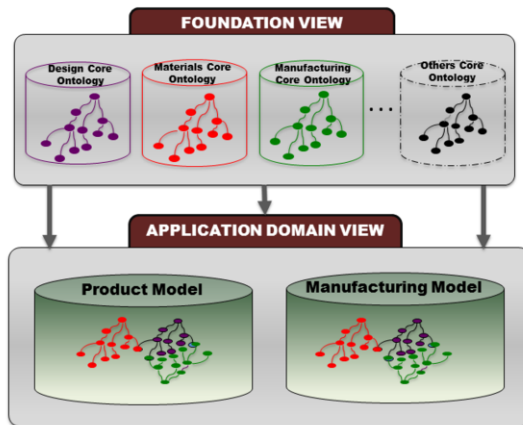 FOUNDATION VIEW
Design Core
Ontology
Materials Core
Ontology
Manufacturing
Core Ontology
...
Others Core
Ontology
APPLICATION DOMAIN VIEW
Product Model
Manufacturing Model